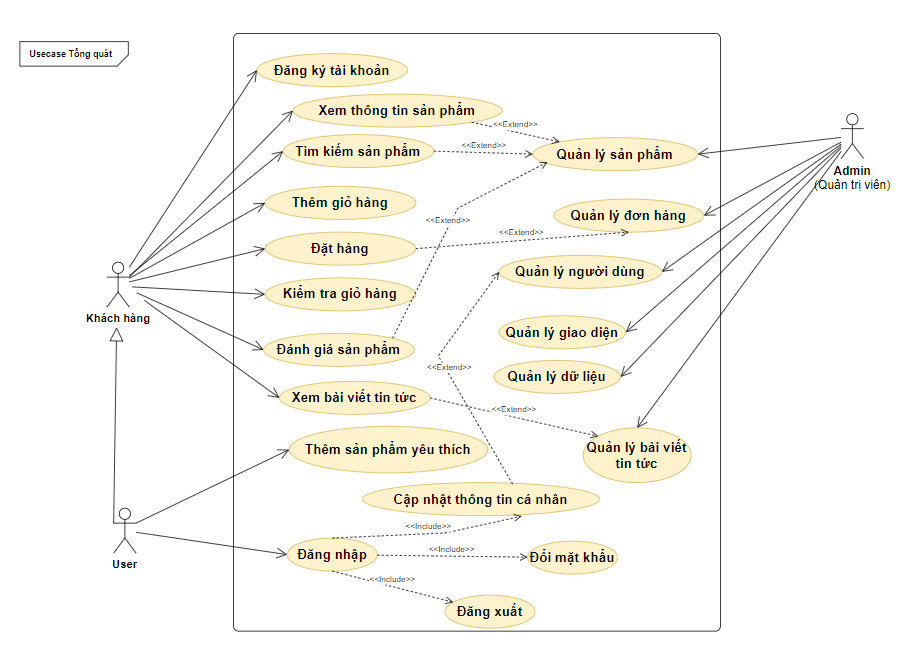 Usecase Tổng quát
Đăng ký tài khoản
Xem thông tin sản phẩm
<<Extend>>
Tìm kiếm sản phẩm
<<Extend>>
Quản lý sản phẩm
Admin
(Quản trị viên)
Thêm giỏ hàng
<<Extend>>
Quản lý đơn hàng
Đặt hàng
<<Extend>>
Quản lý người dùng
Kiểm tra giỏ hàng
Khách hàng
Quản lý giao diện
Đánh giá sản phẩm
<<Extend>>
Quản lý dữ liệu
Xem bài viết tin tức
<<Extend>>
Thêm sản phẩm yêu thích
Quản lý bài viết
tin tức
Cập nhật thông tin cá nhân
<<Include>>
Đăng nhập
<<Include>>
Đổi mặt khẩu
User
<<Include>>
Đăng xuất